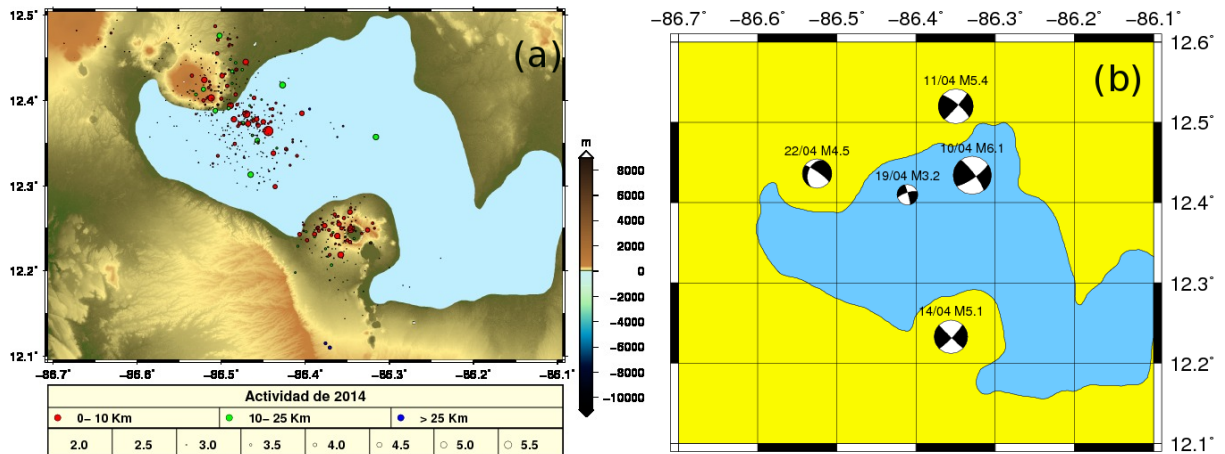 (a)
12.5°
12.4°
12.3°
12.2°
12.1°
−86.7° −86.6° −86.5° −86.4° −86.3° −86.2° −86.1°
m
8000
6000
4000
2000
0
−2000
−4000
−6000
−8000
−10000
Actividad de 2014
0− 10 Km 10− 25 Km > 25 Km
2.0 2.5 3.0 3.5 4.0 4.5 5.0 5.5
−86.7° −86.6° −86.5° −86.4° −86.3° −86.2° −86.1°
(b)
12.6°
12.5°
12.4°
12.3°
12.2°
12.1°
11/04 M5.4
10/04 M6.1
22/04 M4.5
19/04 M3.2
14/04 M5.1